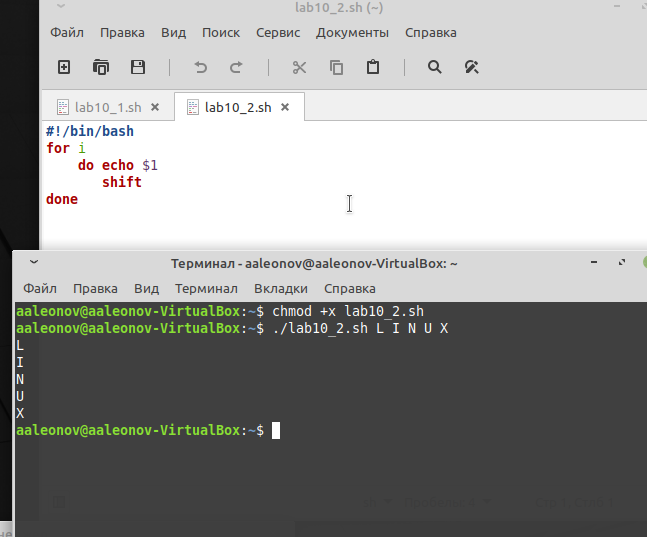 lab10_2.sh (~)
Файл Правка Вид Поиск Сервис Документы Справка
lab10_1.sh × lab10_2.sh ×
#!/bin/bash
for i
    do echo $1
       shift
done
Терминал - aaleonov@aaleonov-VirtualBox: ~
Файл Правка Вид Терминал Вкладки Справка
aaleonov@aaleonov-VirtualBox:~$ chmod +x lab10_2.sh
aaleonov@aaleonov-VirtualBox:~$ ./lab10_2.sh L I N U X
L
I
N
U
X
aaleonov@aaleonov-VirtualBox:~$